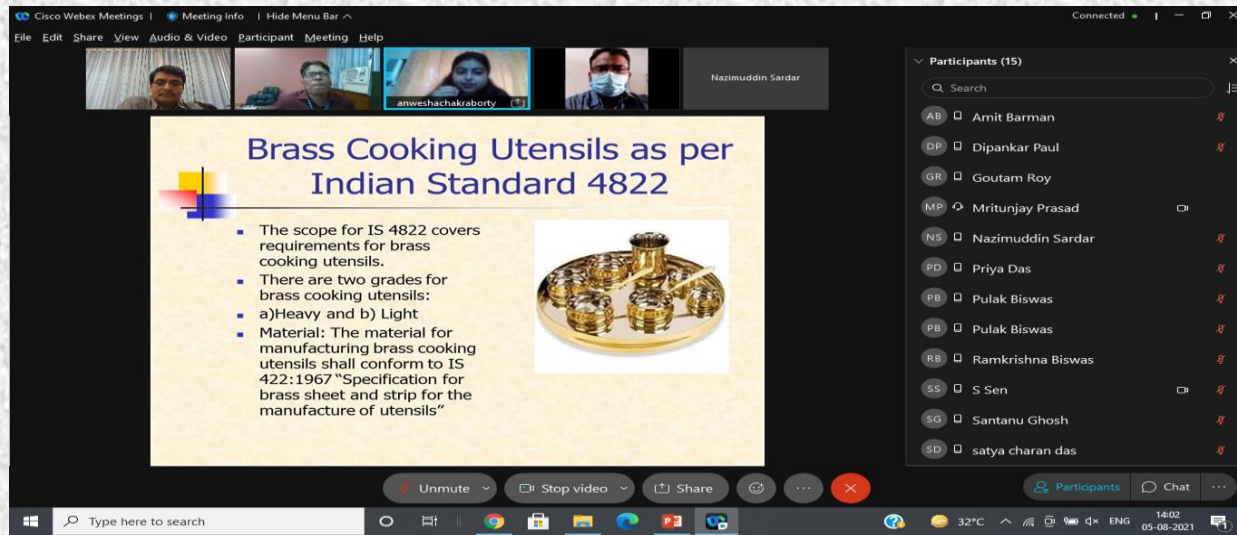 Cisco Webex Meetings | Meeting Info | Hide Menu Bar
Connected
File Edit Share View Audio & Video Participant Meeting Help
anweshachakraborty
Nazimuddin Sardar
Brass Cooking Utensils as per
Indian Standard 4822
The scope for IS 4822 covers
requirements for brass
cooking utensils.
There are two grades for
brass cooking utensils:
a)Heavy and b) Light
Material: The material for
manufacturing brass cooking
utensils shall conform to IS
422:1967 “Specification for
brass sheet and strip for the
manufacture of utensils”
Participants (15)
Search
AB Amit Barman
DP Dipankar Paul
GR Goutam Roy
MP Mritunjay Prasad
NS Nazimuddin Sardar
PD Priya Das
PB Pulak Biswas
PB Pulak Biswas
RB Ramkrishna Biswas
SS S Sen
SG Santanu Ghosh
SD satya charan das
Unmute Stop video Share
Participants Chat
Type here to search
32°C ENG
14:02
05-08-2021
1